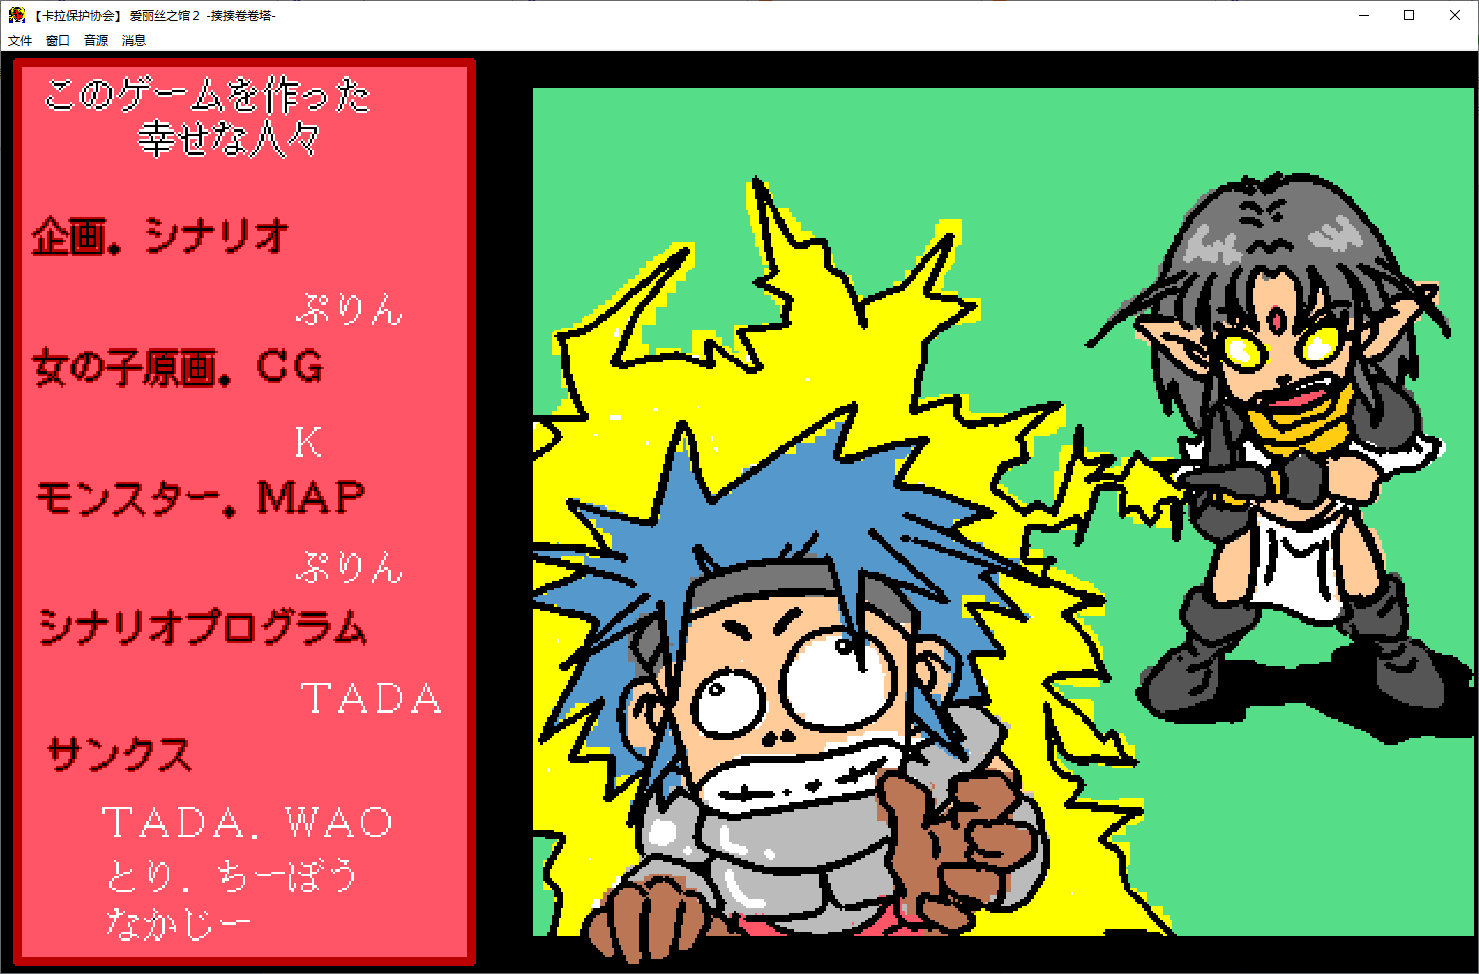 【卡拉保护协会】 爱丽丝之馆２ -揍揍卷卷塔-
文件 窗口 音源 消息
このゲームを作った
幸せな人々
企画．シナリオ
ぷりん
女の子原画．ＣＧ
Ｋ
モンスター．ＭＡＰ
ぷりん
シナリオプログラム
ＴＡＤＡ
サンクス
ＴＡＤＡ．ＷＡＯ
とり．ちーぼう
なかじー